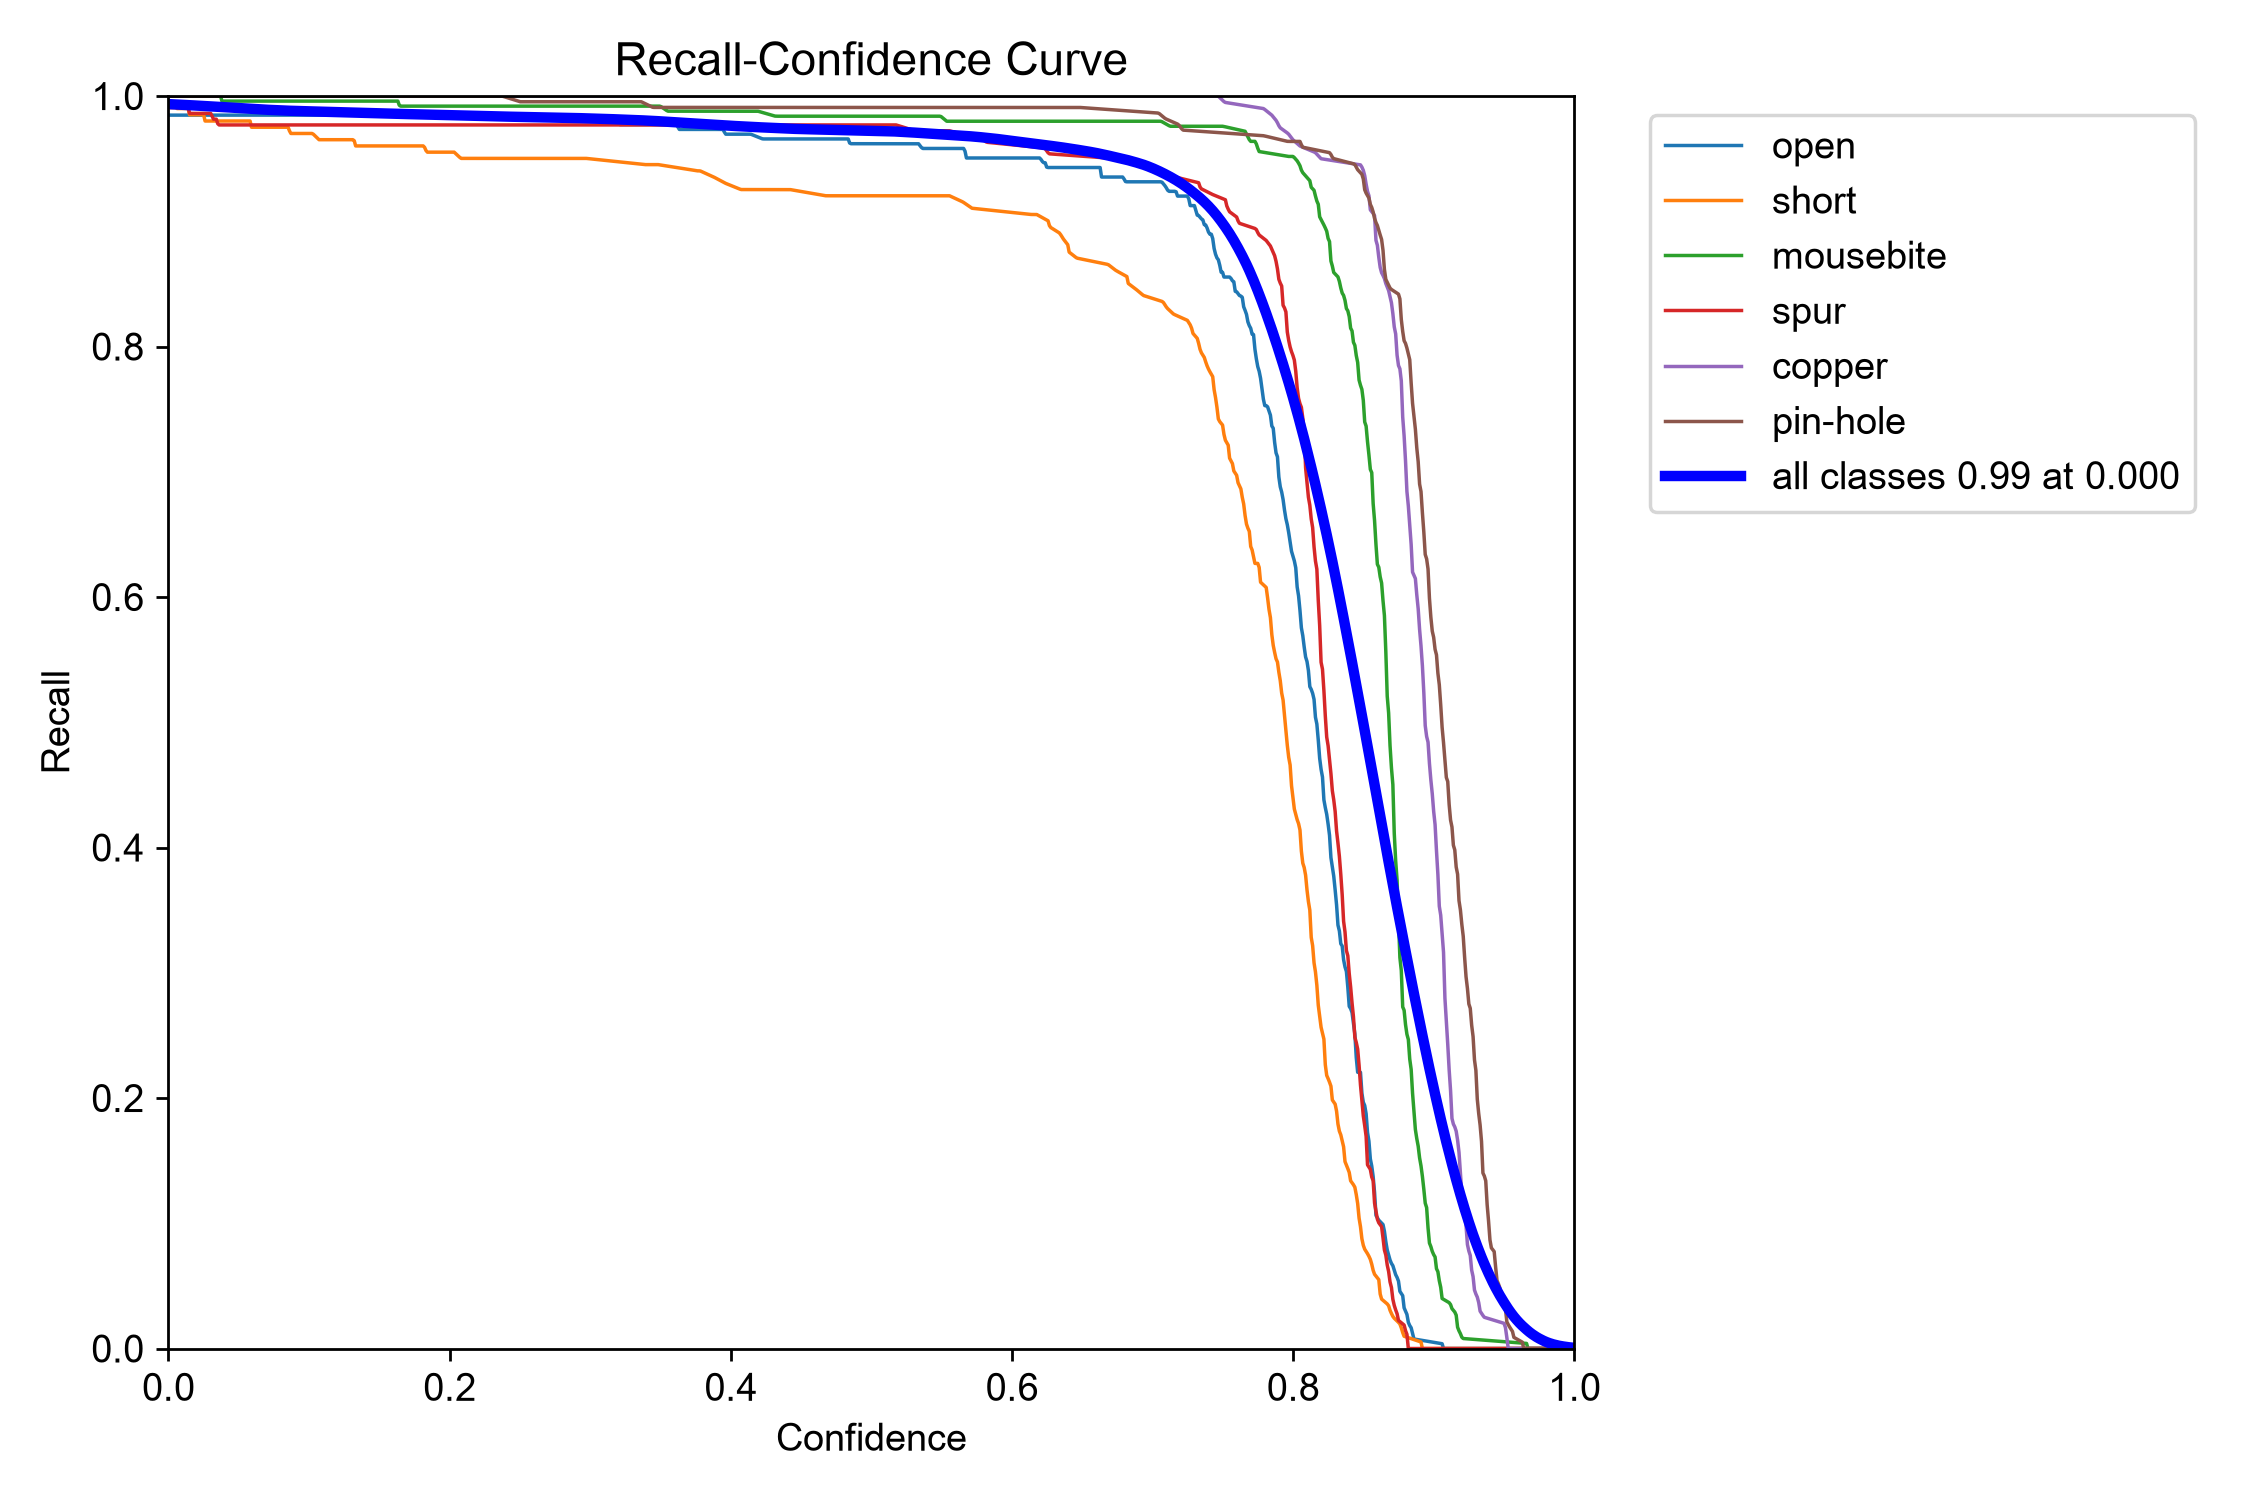 Recall-Confidence Curve
1.0
0.8
0.6
0.4
0.2
0.0
Recall
0.0 0.2 0.4 0.6 0.8 1.0
Confidence
open
short
mousebite
spur
copper
pin-hole
all classes 0.99 at 0.000